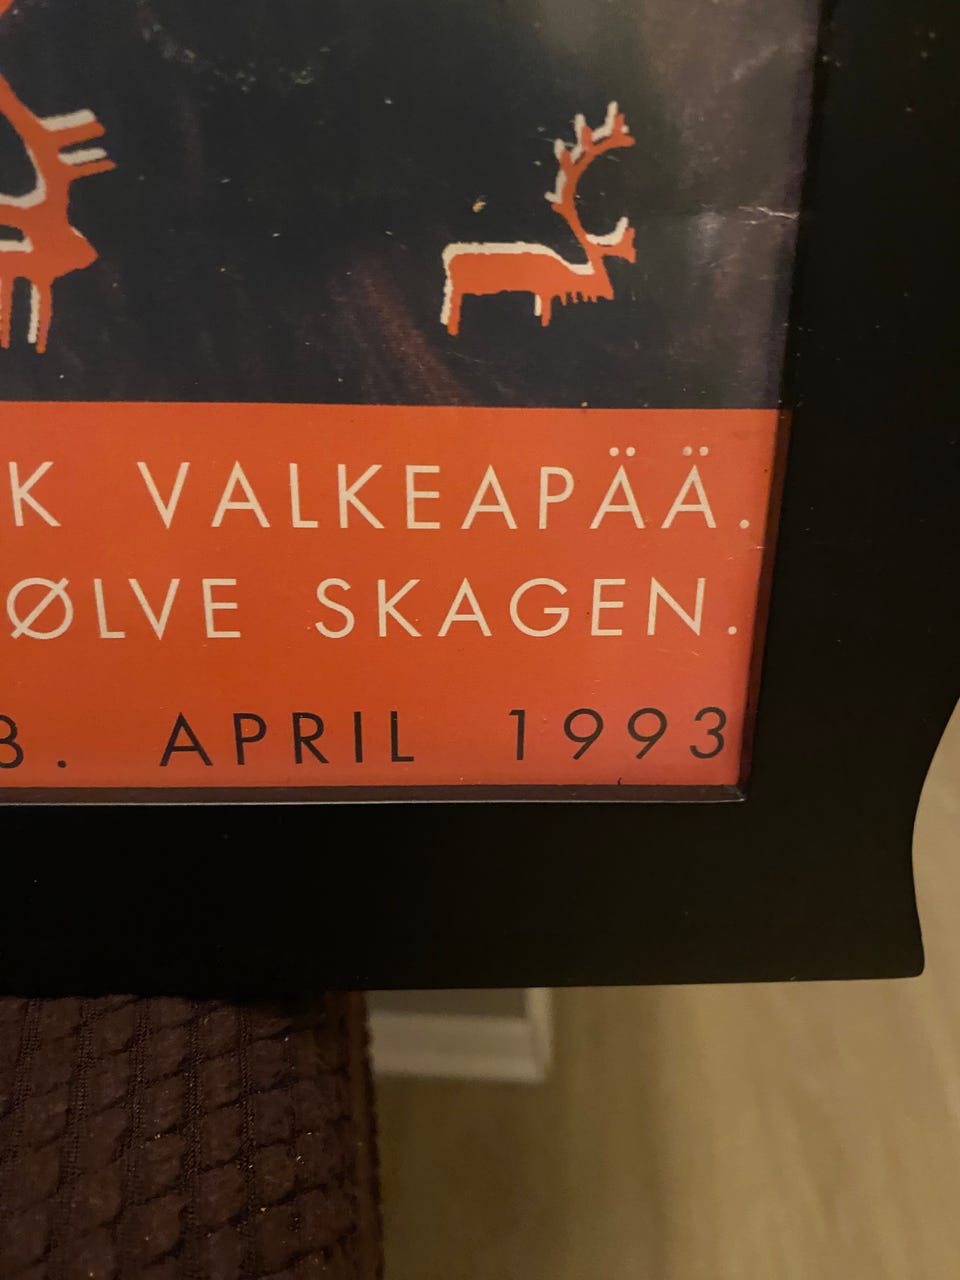 K VALKEAPÄÄ.
ØLVE SKAGEN.
3. APRIL 1993